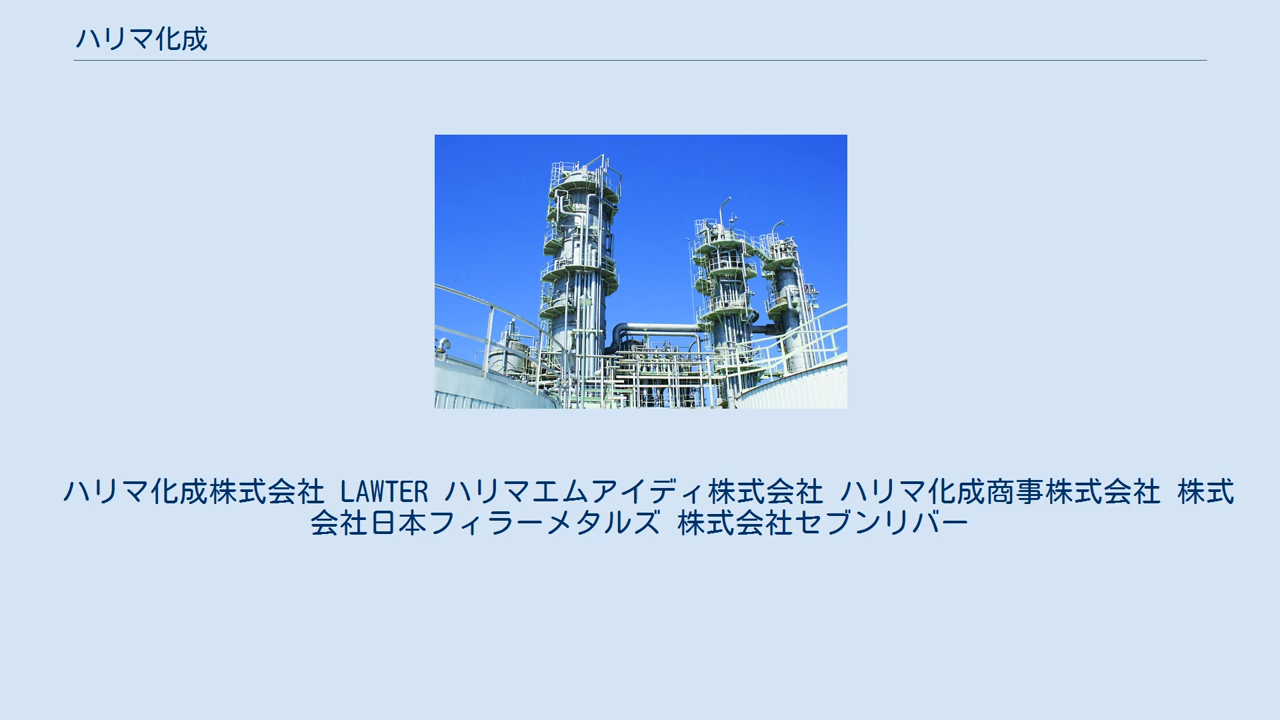 ハリマ化成
ハリマ化成株式会社 LAWTER ハリマエムアイディ株式会社 ハリマ化成商事株式会社 株式
会社日本フィラーメタルズ 株式会社セブンリバー